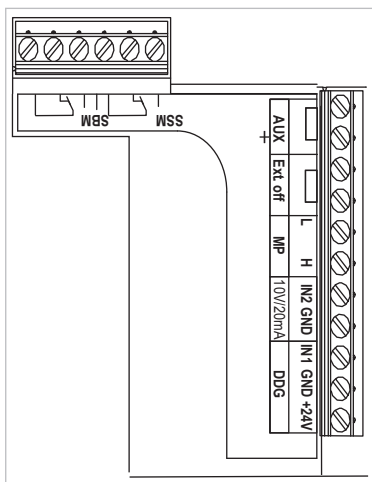 SBM
SSM
AUX
+
Ext off
L
MP
H
10V/20mA
IN2 GND
DDG
IN1 GND +24V